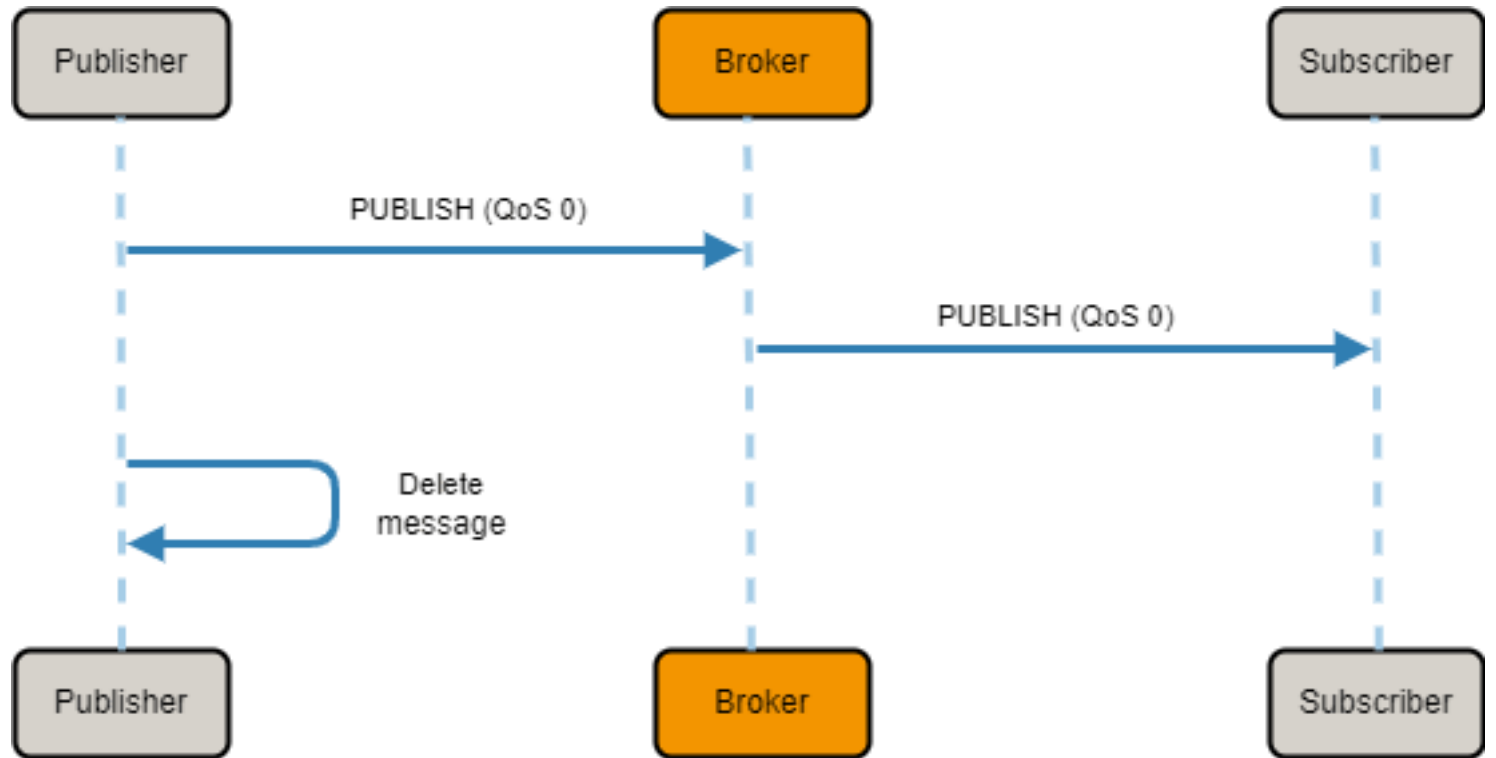 Publisher
Broker
Subscriber
PUBLISH (QoS 0)
PUBLISH (QoS 0)
Delete
message
Publisher
Broker
Subscriber